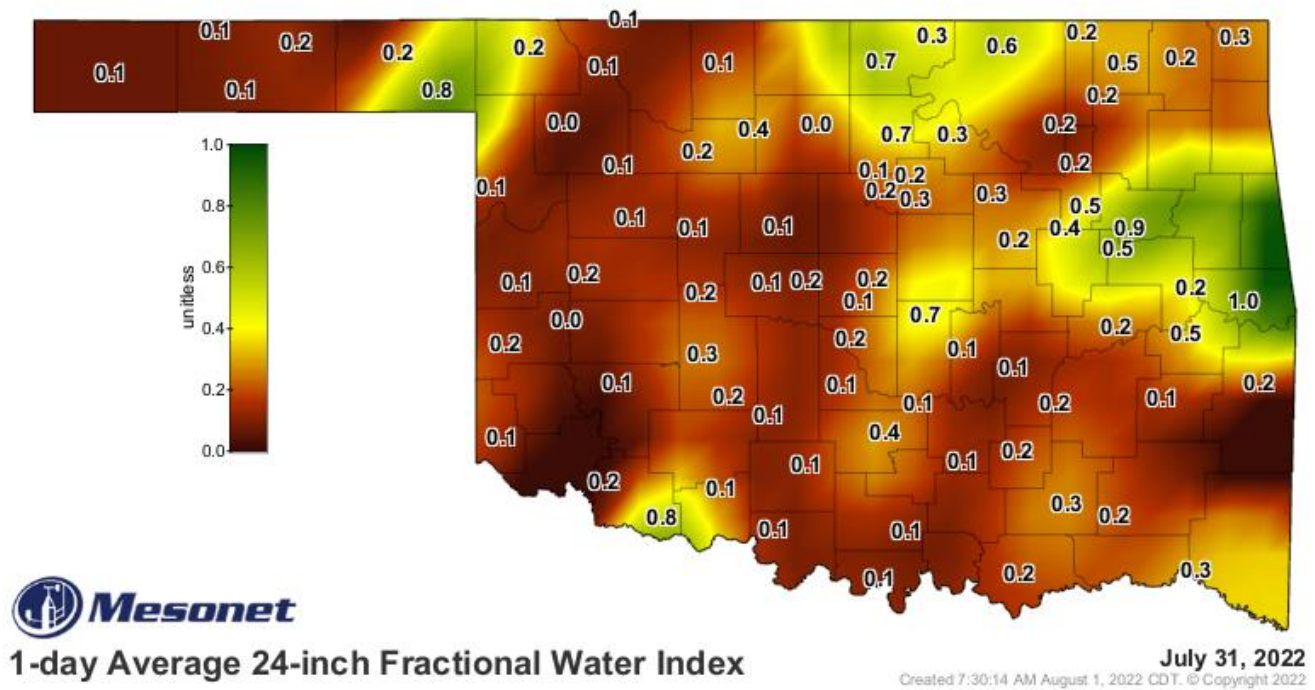 0.1
0.1 0.2 0.2 0.2 0.3 0.6 0.2 0.3
0.1 0.1 0.1 0.7 0.5 0.2
0.1 0.8 0.2
0.0 0.4 0.0 0.7 0.3 0.2
1.0
0.2 0.1 0.2
0.1 0.1 0.2
0.1 0.2 0.3 0.3
0.8
0.1 0.1 0.1 0.5
0.4 0.9
0.2 0.5
0.6
0.1 0.2 0.2 0.1 0.2 0.2 0.2
0.1 1.0
unitless
0.0 0.7
0.4
0.2 0.2 0.2 0.5
0.3 0.1
0.1
0.2
0.1 0.2 0.1 0.2
0.1 0.1 0.2 0.1
0.1 0.4
0.0
0.1 0.1 0.2
0.2 0.1
0.8 0.3 0.2
0.1 0.1
0.1 0.2 0.3
Mesonet
1-day Average 24-inch Fractional Water Index
July 31, 2022
Created 7:30:14 AM August 1, 2022 CDT. © Copyright 2022